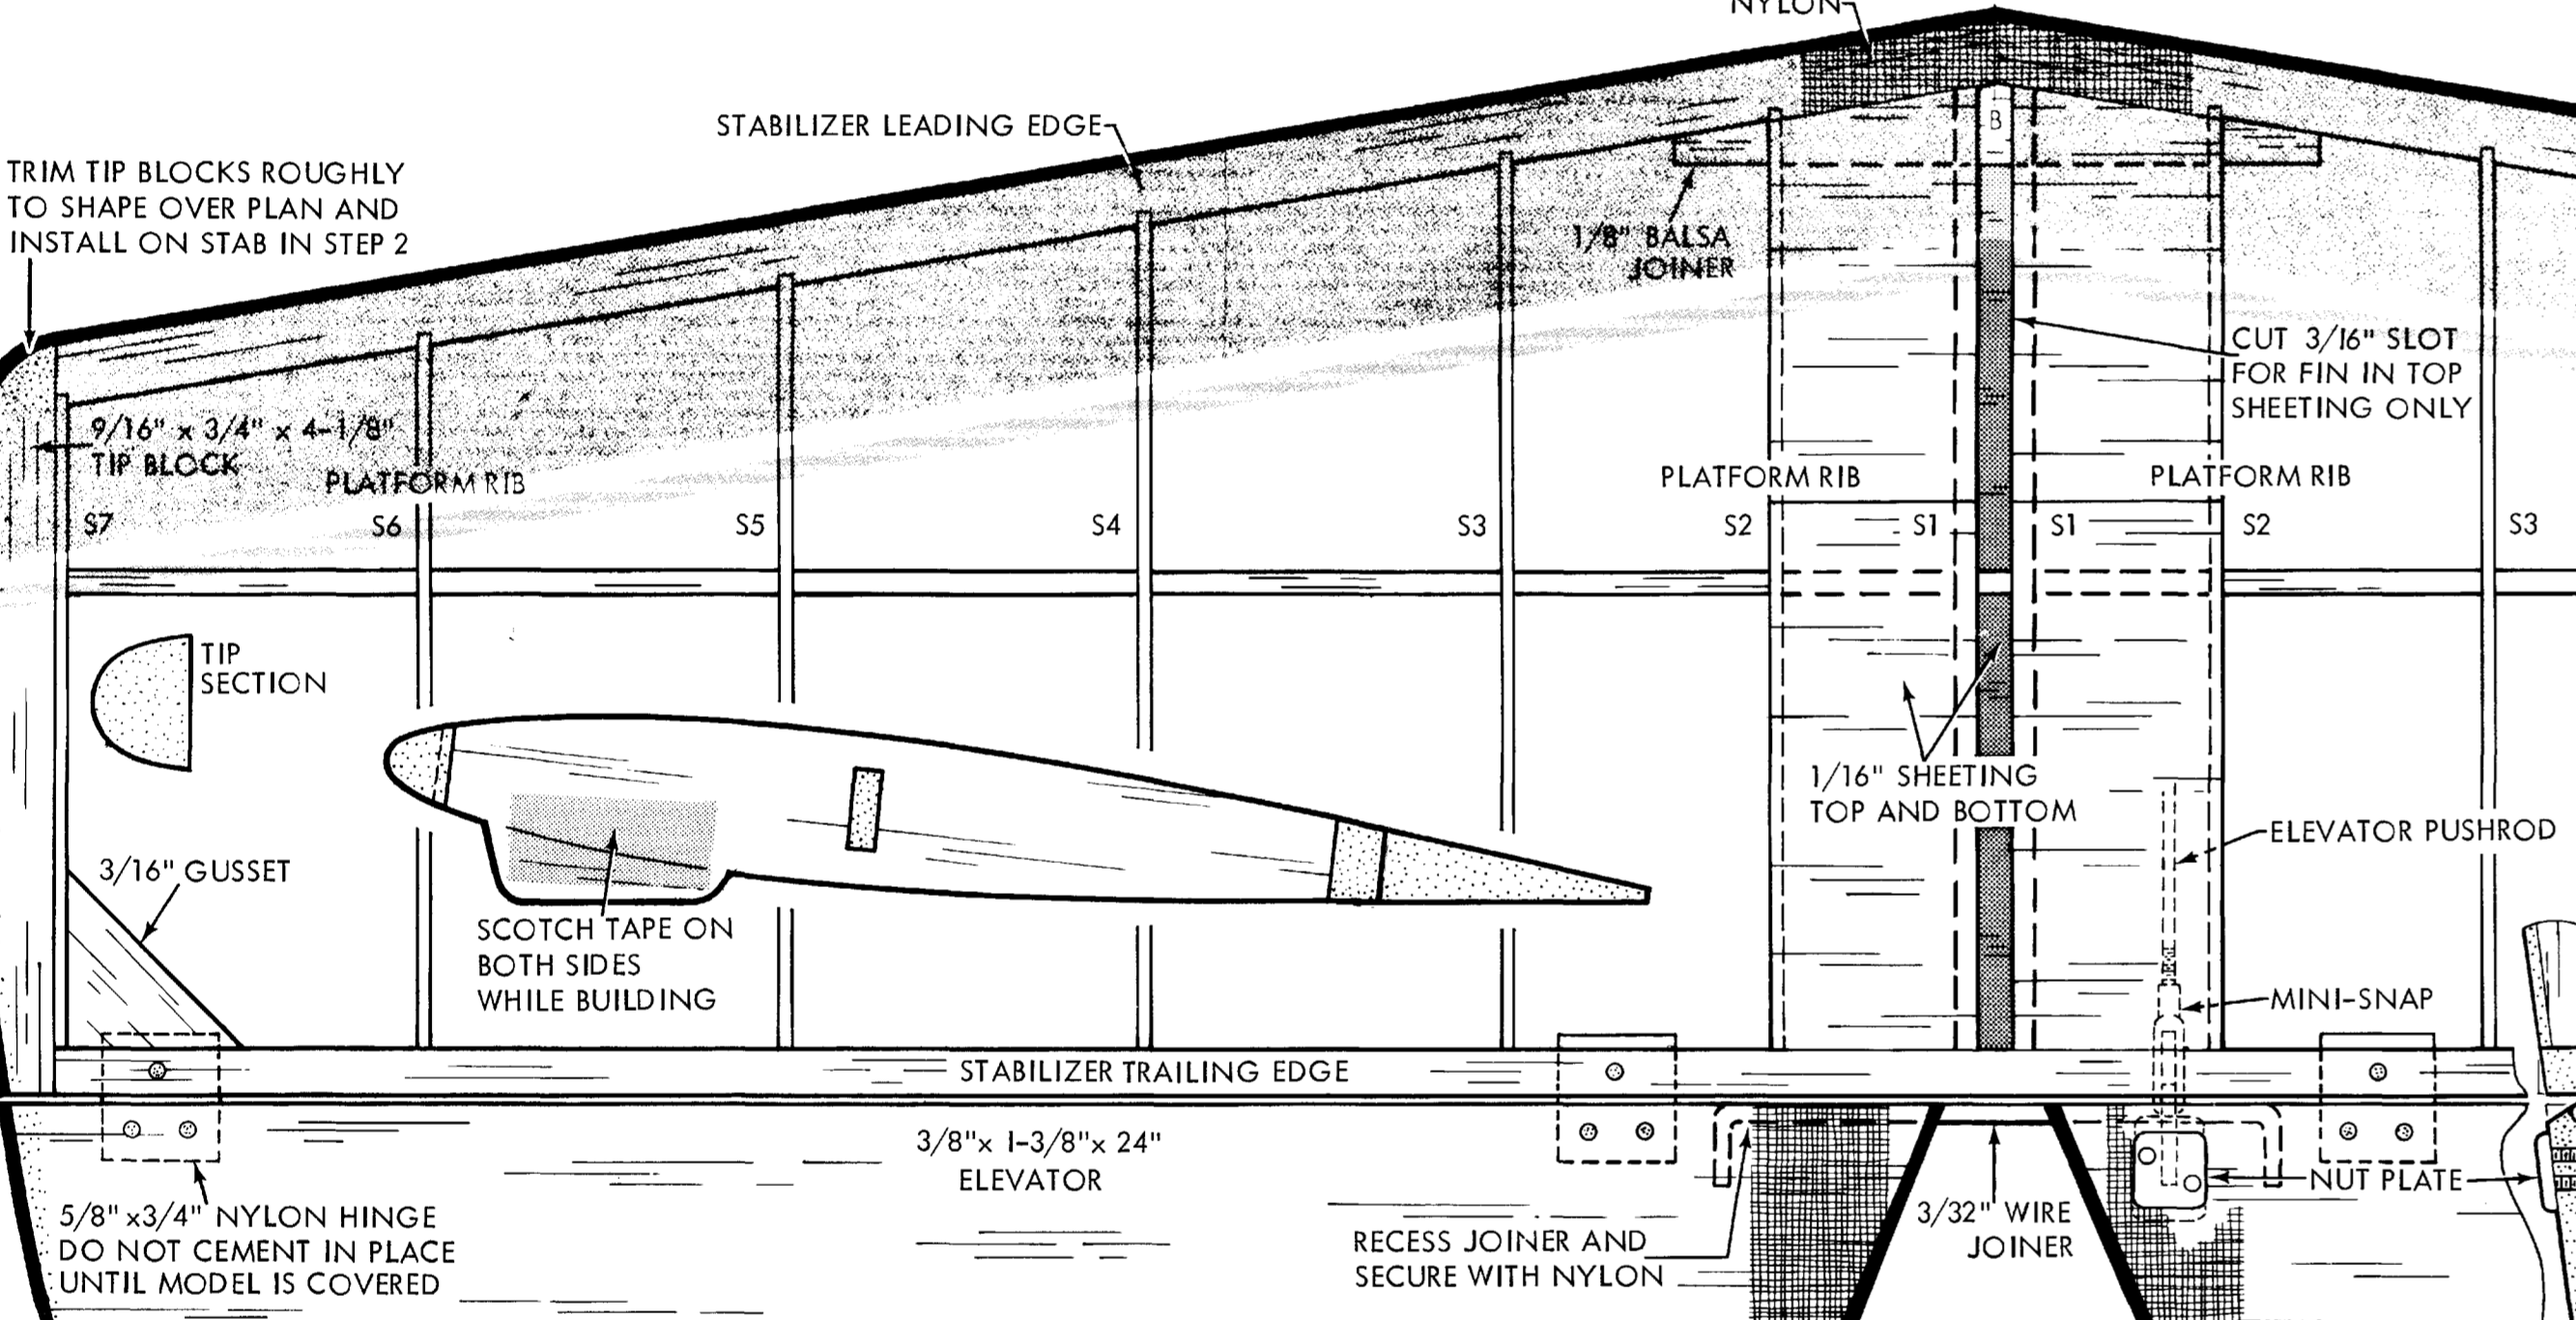 NYLON
STABILIZER LEADING EDGE
TRIM TIP BLOCKS ROUGHLY
TO SHAPE OVER PLAN AND
INSTALL ON STAB IN STEP 2
B
1/8" BALSA
JOINER
CUT 3/16" SLOT
FOR FIN IN TOP
SHEETING ONLY
9/16" x 3/4" x 4-1/8"
TIP BLOCK
PLATFORM RIB
PLATFORM RIB
PLATFORM RIB
S7
S6
S5
S4
S3
S2
S1
S1
S2
S3
TIP
SECTION
1/16" SHEETING
TOP AND BOTTOM
ELEVATOR PUSHROD
3/16" GUSSET
SCOTCH TAPE ON
BOTH SIDES
WHILE BUILDING
MINI-SNAP
STABILIZER TRAILING EDGE
3/8"x 1-3/8"x 24"
ELEVATOR
NUT PLATE
5/8" x3/4" NYLON HINGE
DO NOT CEMENT IN PLACE
UNTIL MODEL IS COVERED
RECESS JOINER AND
SECURE WITH NYLON
3/32" WIRE
JOINER